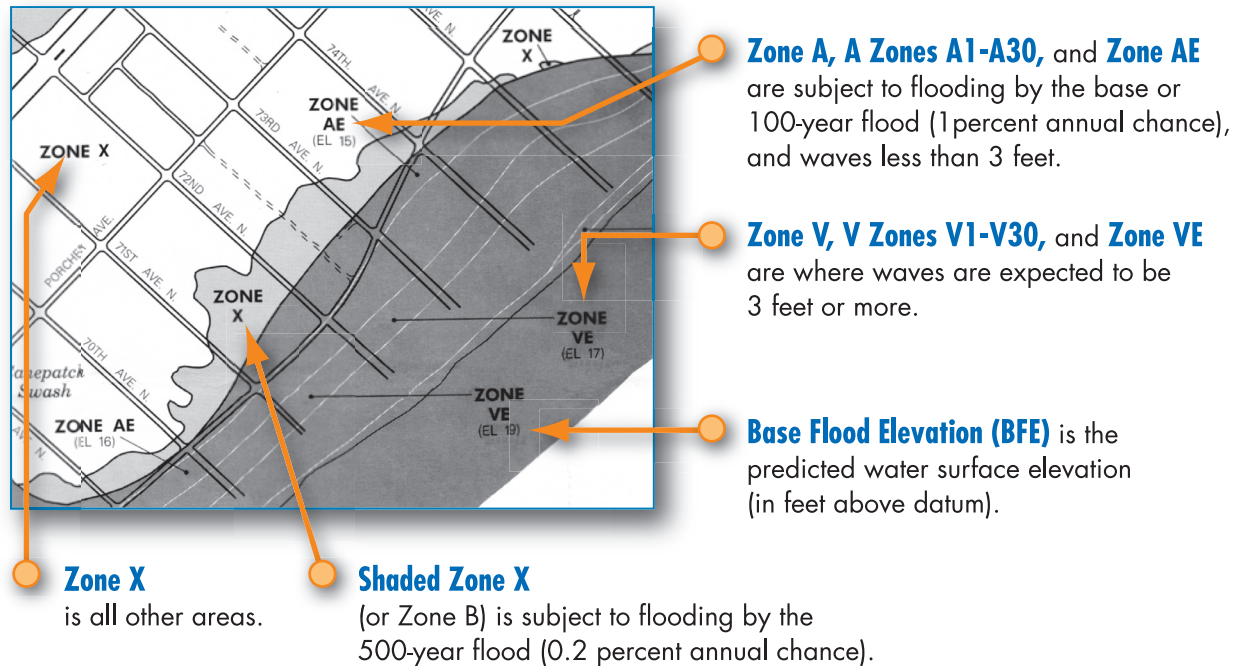 ZONE
X
74TH
AVE. N.
AVE. N.
ZONE
AE
(EL 15)
73RD
AVE. N.
ZONE X
72ND
AVE. N.
PORCHER AVE.
71ST
AVE. N.
ZONE
X
ZONE
VE
(EL 17)
70TH
AVE. N.
Swash
ZONE
VE
(EL 19)
ZONE AE
(EL 16)
AV.
N.
Zone A, A Zones A1-A30, and Zone AE
are subject to flooding by the base or
100-year flood (1percent annual chance),
and waves less than 3 feet.
Zone V, V Zones V1-V30, and Zone VE
are where waves are expected to be
3 feet or more.
Base Flood Elevation (BFE) is the
predicted water surface elevation
(in feet above datum).
Zone X
is all other areas.
Shaded Zone X
(or Zone B) is subject to flooding by the
500-year flood (0.2 percent annual chance).